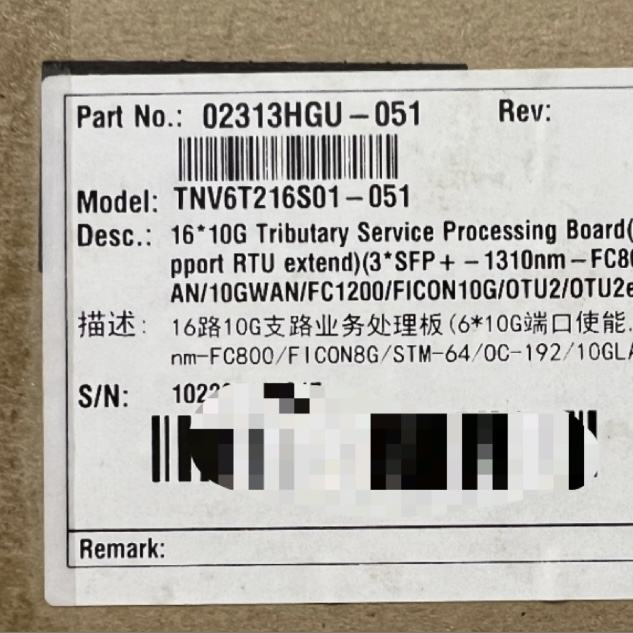 Part No.: 02313HGU-051 Rev:
Model: TNV6T216S01-051
Desc.: 16*10G Tributary Service Processing Board(
pport RTU extend)(3*SFP+-1310nm-FC80
AN/10GWAN/FC1200/FICON10G/OTU2/OTU2e
描述: 16路10G支路业务处理板(6*10G端口使能,
nm-FC800/FICON8G/STM-64/OC-192/10GLA
S/N:
Remark: